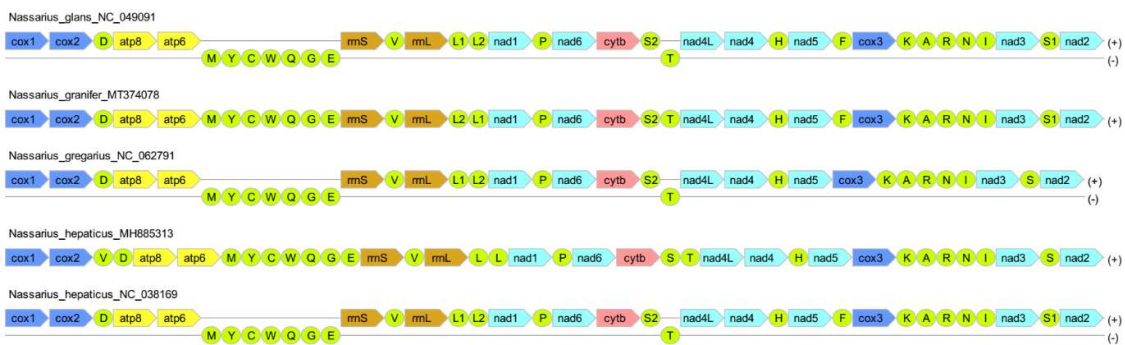 Nassarius_glans_NC_049091
cox1 cox2 D atp8 atp6 rrnS V rrnL L1 L2 nad1 P nad6 cytb S2 nad4L nad4 H nad5 F cox3 K A R N I nad3 S1 nad2 (+)
M Y C W Q G E T (-)
Nassarius_granifer_MT374078
cox1 cox2 D atp8 atp6 M Y C W Q G E rrnS V rrnL L2 L1 nad1 P nad6 cytb S2 T nad4L nad4 H nad5 F cox3 K A R N I nad3 S1 nad2 (+)
Nassarius_gregarius_NC_062791
cox1 cox2 D atp8 atp6 rrnS V rrnL L1 L2 nad1 P nad6 cytb S2 nad4L nad4 H nad5 cox3 K A R N I nad3 S nad2 (+)
M Y C W Q G E T (-)
Nassarius_hepaticus_MH885313
cox1 cox2 V D atp8 atp6 M Y C W Q G E rrnS V rrnL L L nad1 P nad6 cytb S T nad4L nad4 H nad5 cox3 K A R N I nad3 S nad2 (+)
Nassarius_hepaticus_NC_038169
cox1 cox2 D atp8 atp6 rrnS V rrnL L1 L2 nad1 P nad6 cytb S2 nad4L nad4 H nad5 F cox3 K A R N I nad3 S1 nad2 (+)
M Y C W Q G E T (-)